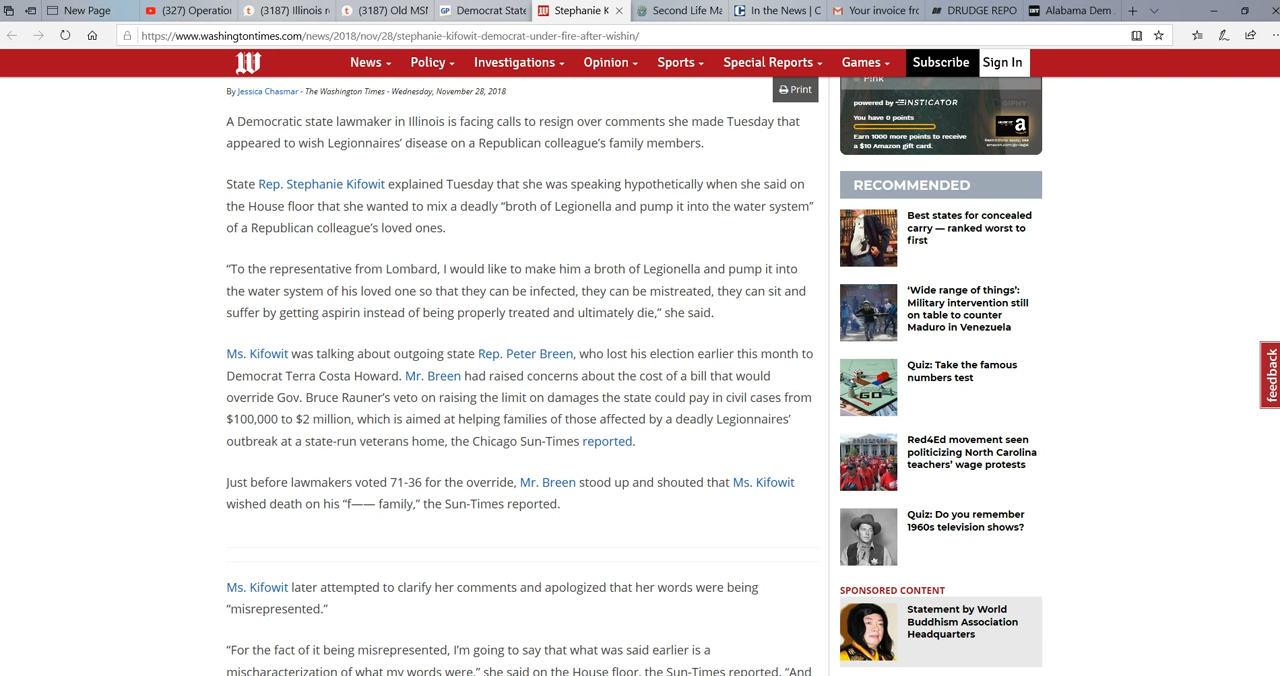 New Page
(327) Operation
(3187) Illinois r
(3187) Old MSN
Democrat State
Stephanie K
Second Life Ma
In the News | C
Your invoice fro
DRUDGE REPO
Alabama Dem
https://www.washingtontimes.com/news/2018/nov/28/stephanie-kifowit-democrat-under-fire-after-wishin/
News Policy Investigations Opinion Sports Special Reports Games Subscribe Sign In
By Jessica Chasmar - The Washington Times - Wednesday, November 28, 2018
Print
A Democratic state lawmaker in Illinois is facing calls to resign over comments she made Tuesday that
appeared to wish Legionnaires’ disease on a Republican colleague’s family members.
State Rep. Stephanie Kifowit explained Tuesday that she was speaking hypothetically when she said on
the House floor that she wanted to mix a deadly “broth of Legionella and pump it into the water system”
of a Republican colleague’s loved ones.
“To the representative from Lombard, I would like to make him a broth of Legionella and pump it into
the water system of his loved one so that they can be infected, they can be mistreated, they can sit and
suffer by getting aspirin instead of being properly treated and ultimately die,” she said.
Ms. Kifowit was talking about outgoing state Rep. Peter Breen, who lost his election earlier this month to
Democrat Terra Costa Howard. Mr. Breen had raised concerns about the cost of a bill that would
override Gov. Bruce Rauner’s veto on raising the limit on damages the state could pay in civil cases from
$100,000 to $2 million, which is aimed at helping families of those affected by a deadly Legionnaires’
outbreak at a state-run veterans home, the Chicago Sun-Times reported.
Just before lawmakers voted 71-36 for the override, Mr. Breen stood up and shouted that Ms. Kifowit
wished death on his “f—— family,” the Sun-Times reported.
Ms. Kifowit later attempted to clarify her comments and apologized that her words were being
“misrepresented.”
“For the fact of it being misrepresented, I’m going to say that what was said earlier is a
mischaracterization of what my words were,” she said on the House floor, the Sun-Times reported. “And
P!nk
powered by INSTICATOR
GIPHY
You have 0 points
Earn 1000 more points to receive
a $10 Amazon gift card.
RECOMMENDED
Best states for concealed
carry — ranked worst to
first
‘Wide range of things’:
Military intervention still
on table to counter
Maduro in Venezuela
Quiz: Take the famous
numbers test
GO
Red4Ed movement seen
politicizing North Carolina
teachers’ wage protests
Quiz: Do you remember
1960s television shows?
SPONSORED CONTENT
Statement by World
Buddhism Association
Headquarters
feedback